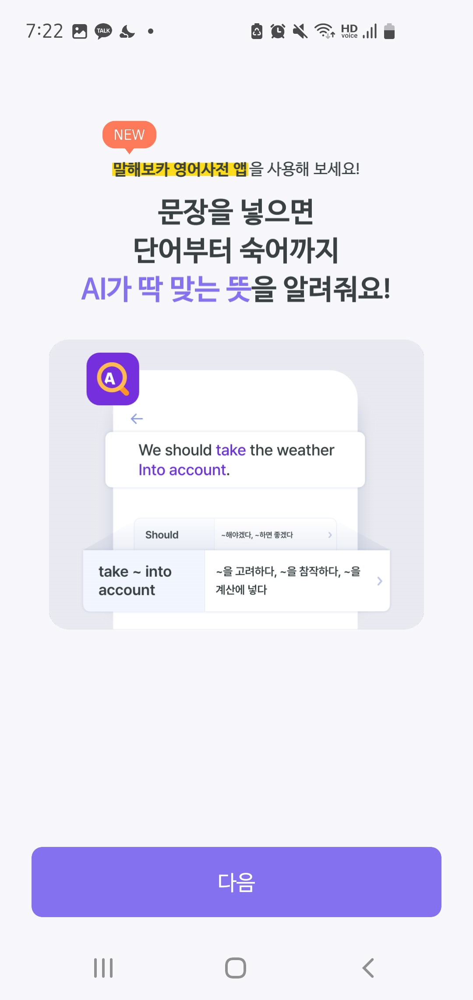 7:22
TALK
HD voice
NEW
말해보카 영어사전 앱을 사용해 보세요!
문장을 넣으면
단어부터 숙어까지
AI가 딱 맞는 뜻을 알려줘요!
A
We should take the weather
Into account.
Should ~해야겠다, ~하면 좋겠다
take ~ into account
~을 고려하다, ~을 참작하다, ~을
계산에 넣다
다음